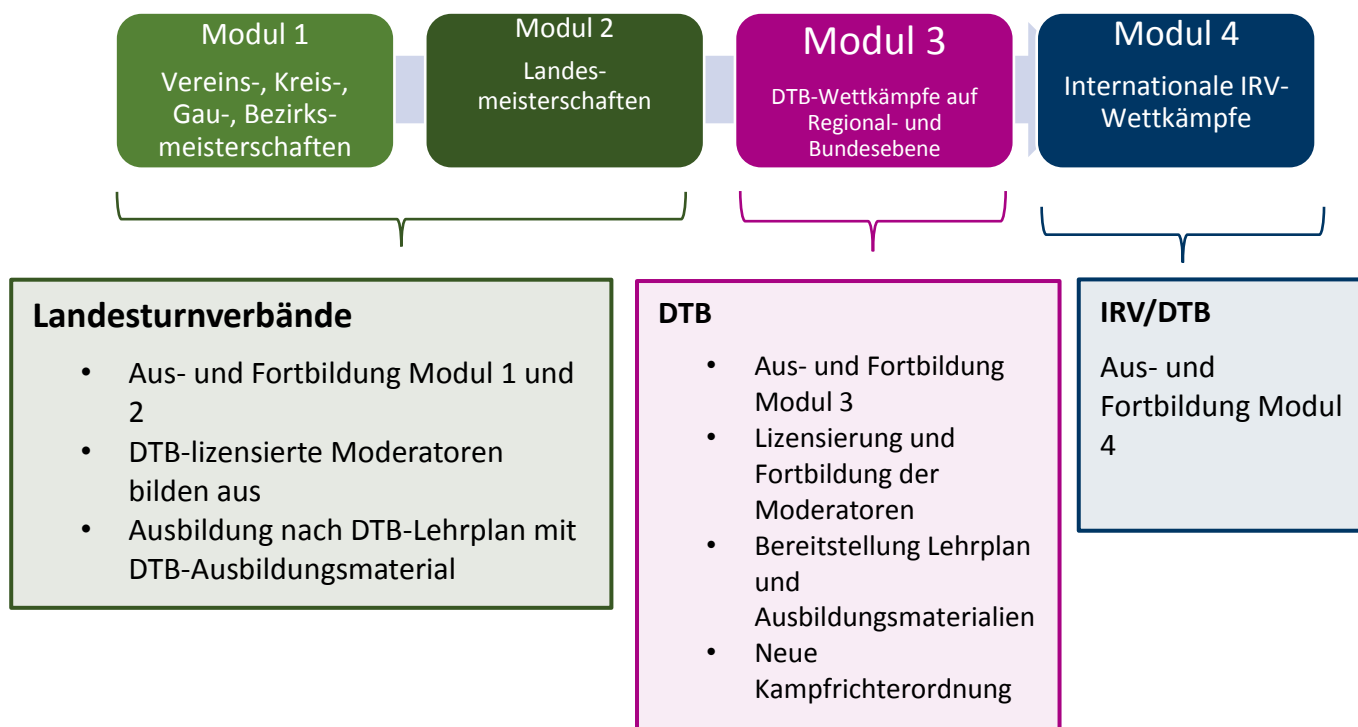 Modul 1
Vereins-, Kreis-,
Gau-, Bezirks-
meisterschaften
Modul 2
Landes-
meisterschaften
Modul 3
DTB-Wettkämpfe auf
Regional- und
Bundesebene
Modul 4
Internationale IRV-
Wettkämpfe
Landesturnverbände
• Aus- und Fortbildung Modul 1 und
2
• DTB-lizensierte Moderatoren
bilden aus
• Ausbildung nach DTB-Lehrplan mit
DTB-Ausbildungsmaterial
DTB
• Aus- und Fortbildung
Modul 3
• Lizensierung und
Fortbildung der
Moderatoren
• Bereitstellung Lehrplan
und
Ausbildungsmaterialien
• Neue
Kampfrichterordnung
IRV/DTB
Aus- und
Fortbildung Modul
4